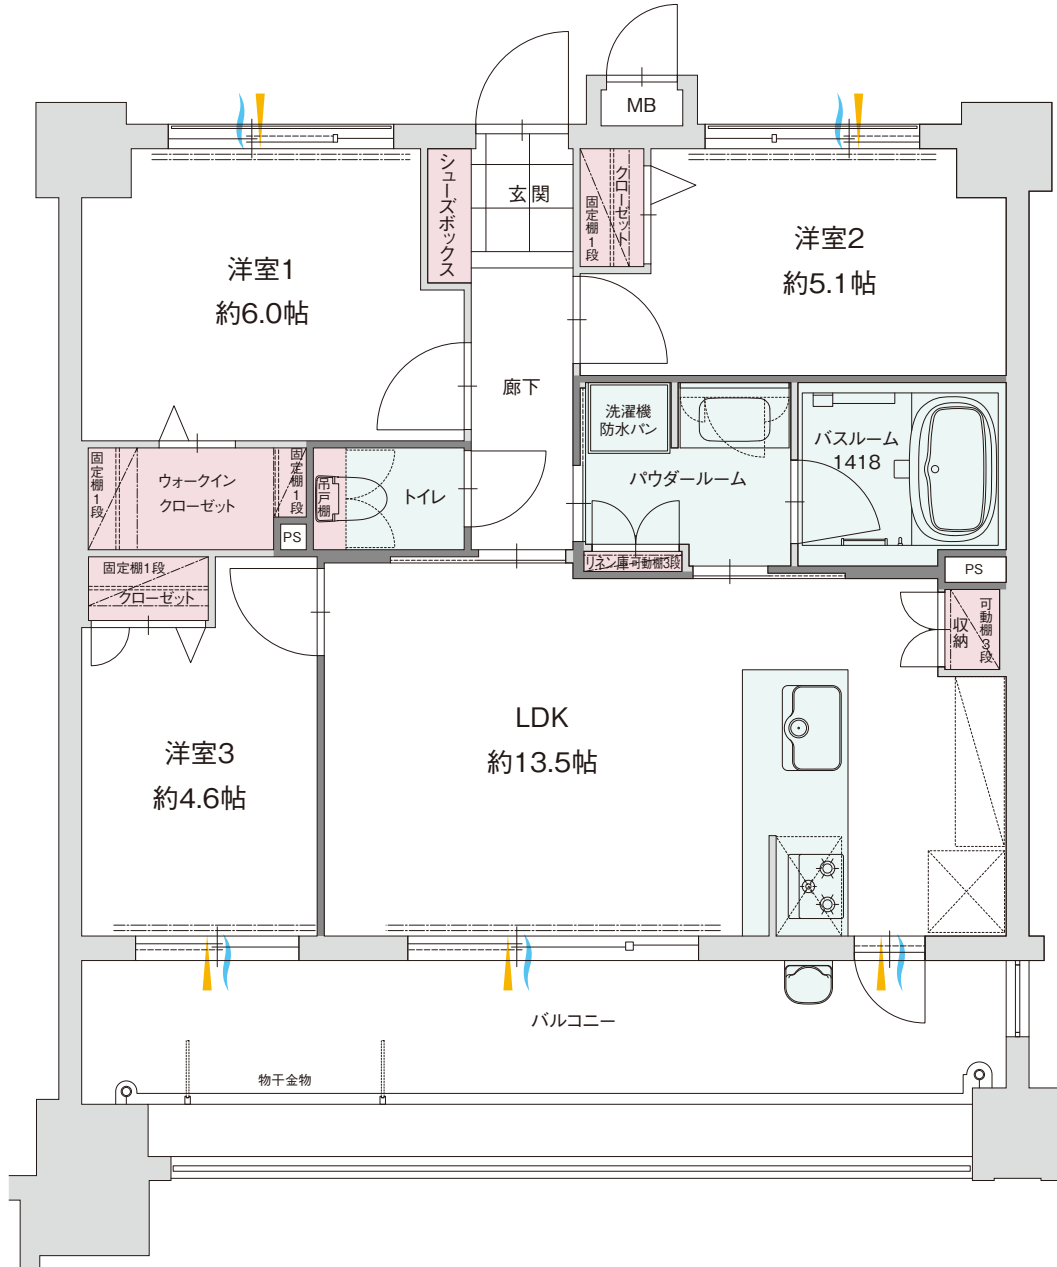 MB
シューズボックス
玄関
クローゼット
固定棚1段
洋室2
約5.1帖
洋室1
約6.0帖
廊下
洗濯機
防水パン
バスルーム
1418
パウダールーム
固定棚1段
ウォークイン
クローゼット
固定棚1段
吊戸棚
トイレ
PS
リネン庫可動棚3段
PS
固定棚1段
クローゼット
可動棚3段
収納
LDK
約13.5帖
洋室3
約4.6帖
バルコニー
物干金物